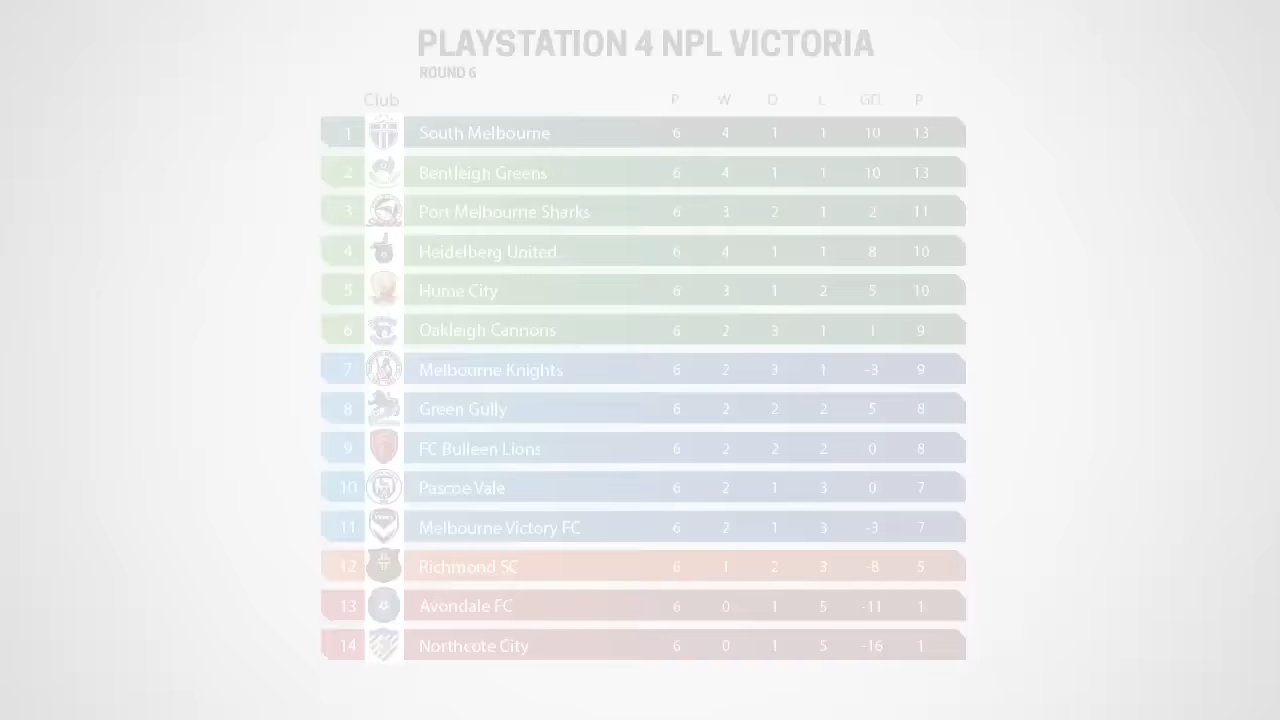 PLAYSTATION 4 NPL VICTORIA
ROUND 6
Club P W D L GD P
1 South Melbourne 6 4 1 1 10 13
2 Bentleigh Greens 6 4 1 1 10 13
3 Port Melbourne Sharks 6 3 2 1 2 11
4 Heidelberg United 6 4 1 1 8 10
5 Hume City 6 3 1 2 5 10
6 Oakleigh Cannons 6 2 3 1 1 9
7 Melbourne Knights 6 2 3 1 -3 9
8 Green Gully 6 2 2 2 5 8
9 FC Bulleen Lions 6 2 2 2 0 8
10 Pascoe Vale 6 2 1 3 0 7
11 Melbourne Victory FC 6 2 1 3 -3 7
12 Richmond SC 6 1 2 3 -8 5
13 Avondale FC 6 0 1 5 -11 1
14 Northcote City 6 0 1 5 -16 1